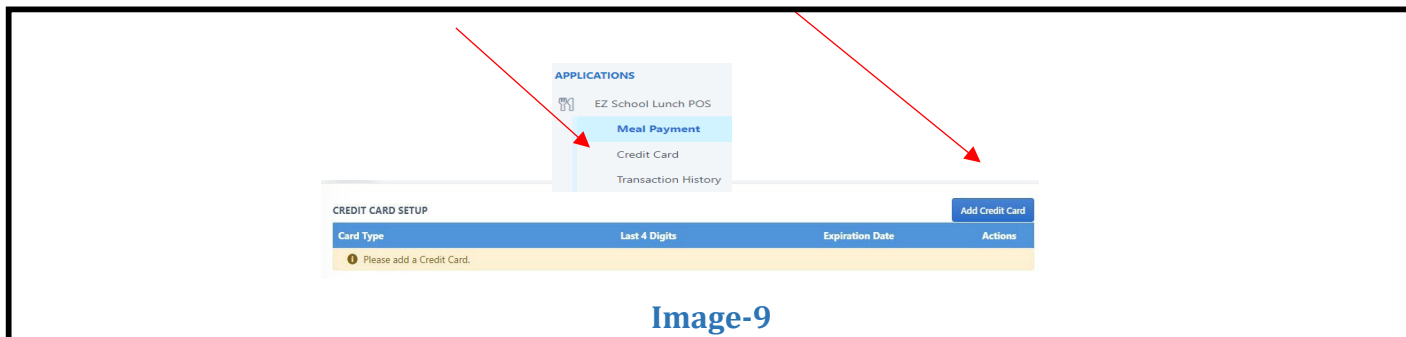 APPLICATIONS
EZ School Lunch POS
Meal Payment
Credit Card
Transaction History
CREDIT CARD SETUP Add Credit Card
Card Type Last 4 Digits Expiration Date Actions
Please add a Credit Card.
Image-9